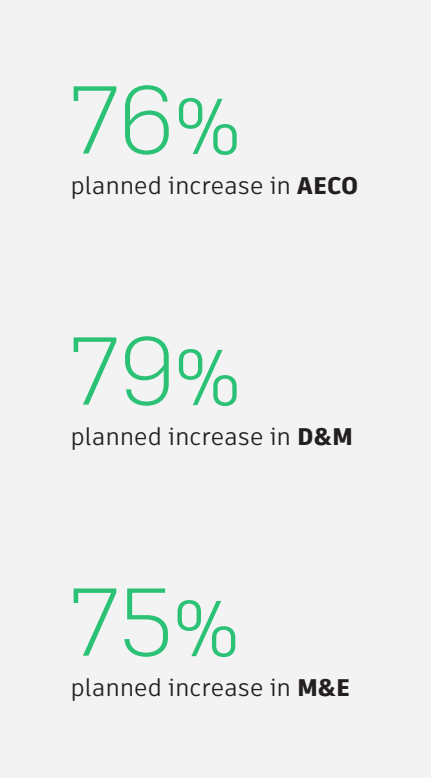 76%
planned increase in AECO
79%
planned increase in D&M
75%
planned increase in M&E